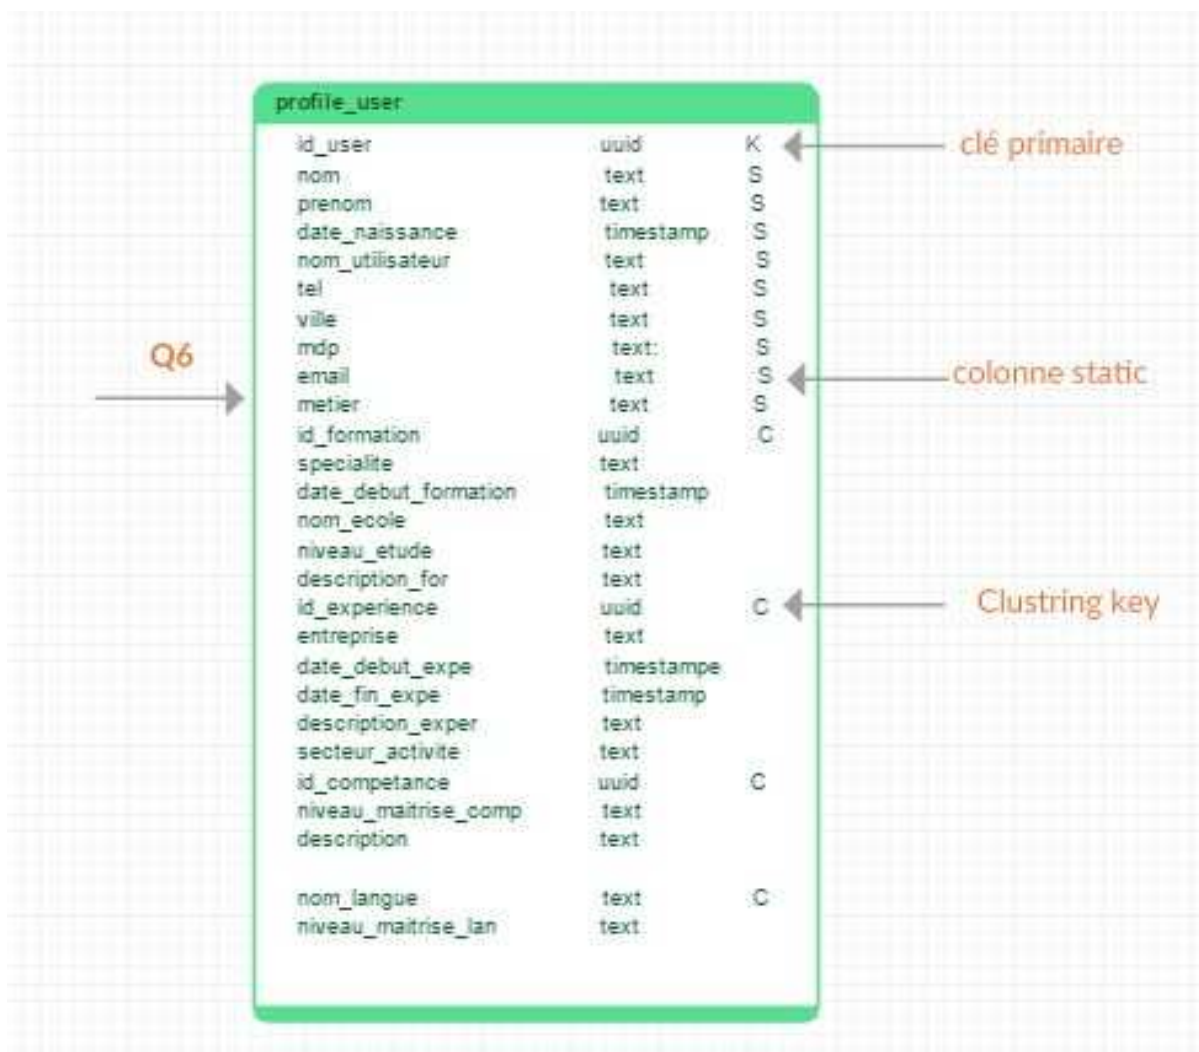 profile_user
id_user uuid K
clé primaire
nom text S
prenom text S
date_naissance timestamp S
nom_utilisateur text S
tel text S
ville text S
mdp text: S
Q6
email text S
colonne static
metier text S
id_formation uuid C
specialite text
date_debut_formation timestamp
nom_ecole text
niveau_etude text
description_for text
id_experience uuid C
Clustring key
entreprise text
date_debut_expe timestampe
date_fin_expe timestamp
description_exper text
secteur_activite text
id_competance uuid C
niveau_maitrise_comp text
description text
nom_langue text C
niveau_maitrise_lan text